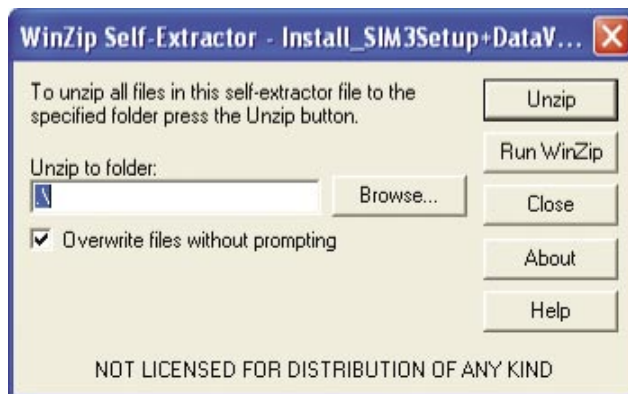 WinZip Self-Extractor - Install_SIM3Setup+DataV...
To unzip all files in this self-extractor file to the
specified folder press the Unzip button.
Unzip to folder:
.\
Browse...
Overwrite files without prompting
Unzip
Run WinZip
Close
About
Help
NOT LICENSED FOR DISTRIBUTION OF ANY KIND